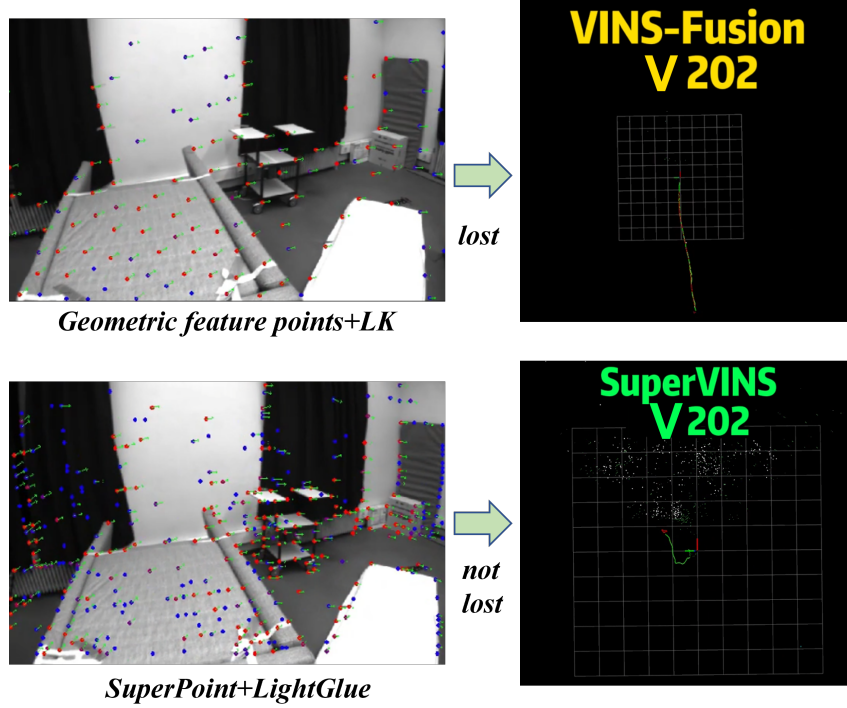 VINS-Fusion
V 202
lost
Geometric feature points+LK
SuperVINS
V 202
not
lost
SuperPoint+LightGlue